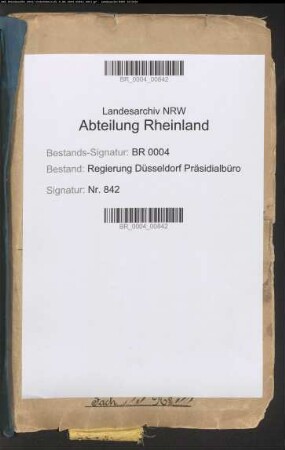 BR_0004_00842
Landesarchiv NRW
Abteilung Rheinland
Bestands-Signatur: BR 0004
Bestand: Regierung Düsseldorf Präsidialbüro
Signatur: Nr. 842
BR_0004_00842